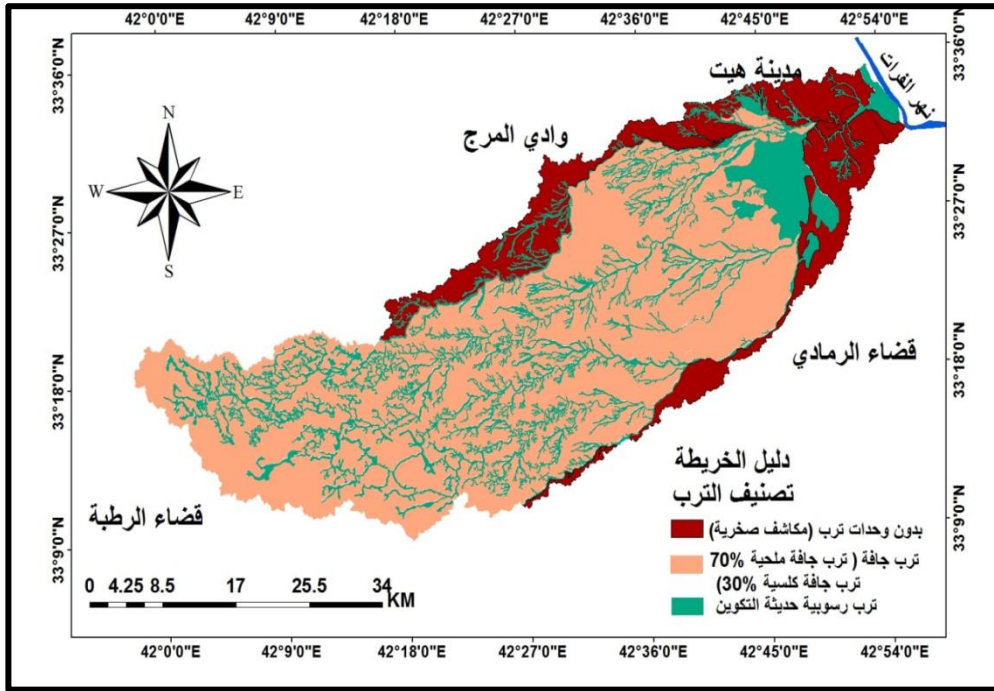 42°0'0"E 42°9'0"E 42°18'0"E 42°27'0"E 42°36'0"E 42°45'0"E 42°54'0"E
33°36'0"N
33°36'0"N
نهر الفرات
مدينة هيت
وادي المرج
N
W E
S
33°27'0"N
33°27'0"N
قضاء الرمادي
33°18'0"N
33°18'0"N
دليل الخريطة
تصنيف الترب
بدون وحدات ترب (مكاشف صخرية)
ترب جافة ( ترب جافة ملحية 70%
ترب جافة كلسية 30%)
ترب رسوبية حديثة التكوين
قضاء الرطبة
33°9'0"N
33°9'0"N
0 4.25 8.5 17 25.5 34
KM
42°0'0"E 42°9'0"E 42°18'0"E 42°27'0"E 42°36'0"E 42°45'0"E 42°54'0"E